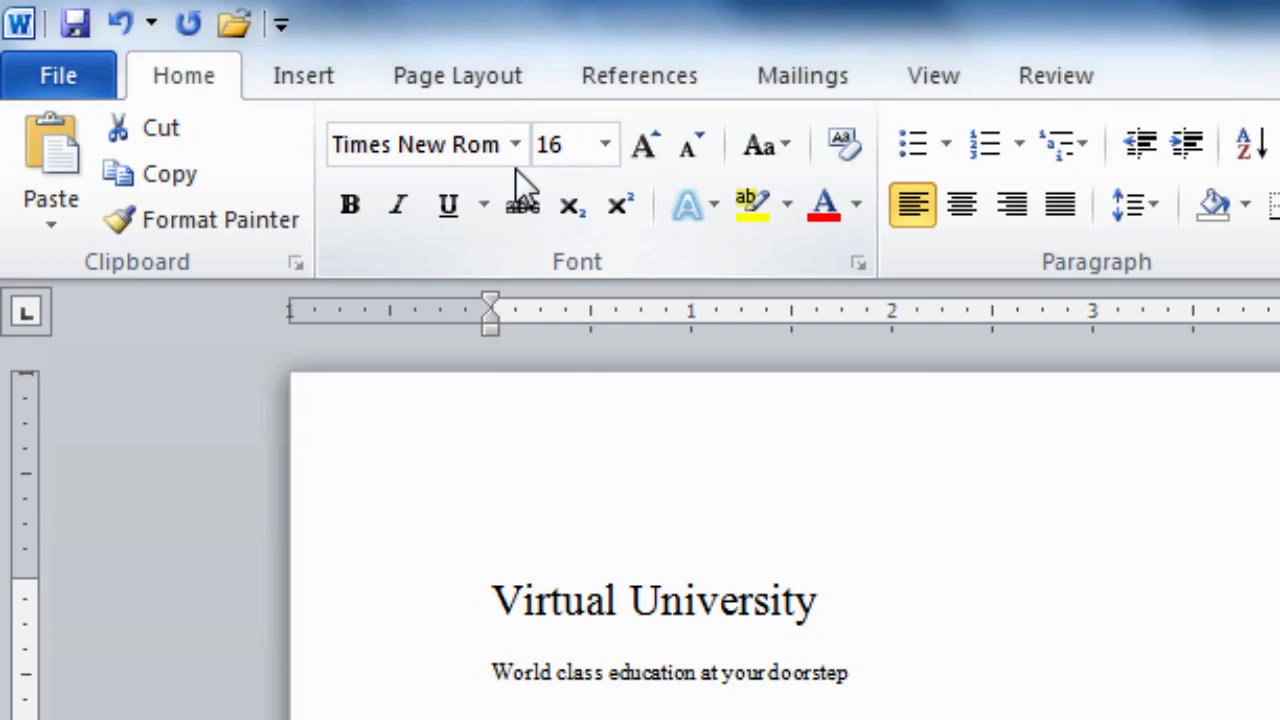 File Home Insert Page Layout References Mailings View Review
Cut
Copy
Format Painter
Paste
Clipboard
Times New Rom 16
Font
Paragraph
1 1 2 3
Virtual University
World class education at your doorstep